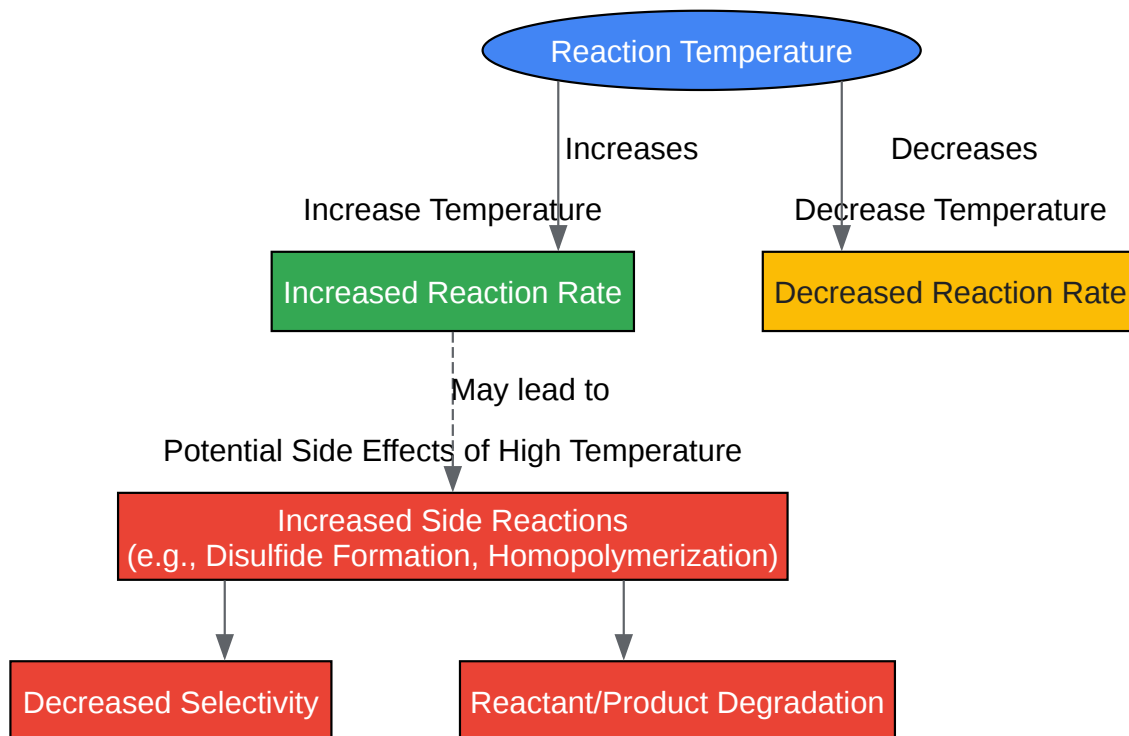 Reaction Temperature
Increases
Decreases
Increase Temperature
Decrease Temperature
Increased Reaction Rate
Decreased Reaction Rate
May lead to
Potential Side Effects of High Temperature
Increased Side Reactions
(e.g., Disulfide Formation, Homopolymerization)
Decreased Selectivity
Reactant/Product Degradation